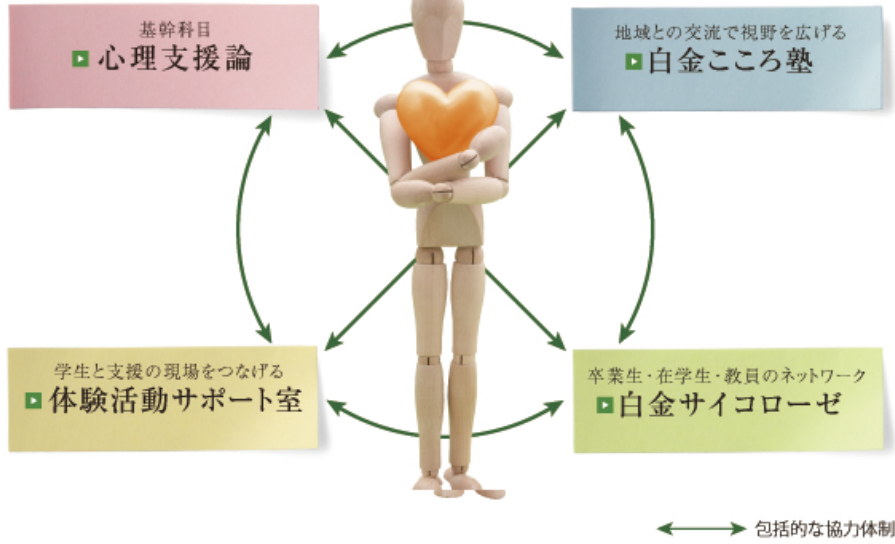 基幹科目
心理支援論
地域との交流で視野を広げる
白金こころ塾
学生と支援の現場をつなげる
体験活動サポート室
卒業生・在学生・教員のネットワーク
白金サイコローゼ
包括的な協力体制